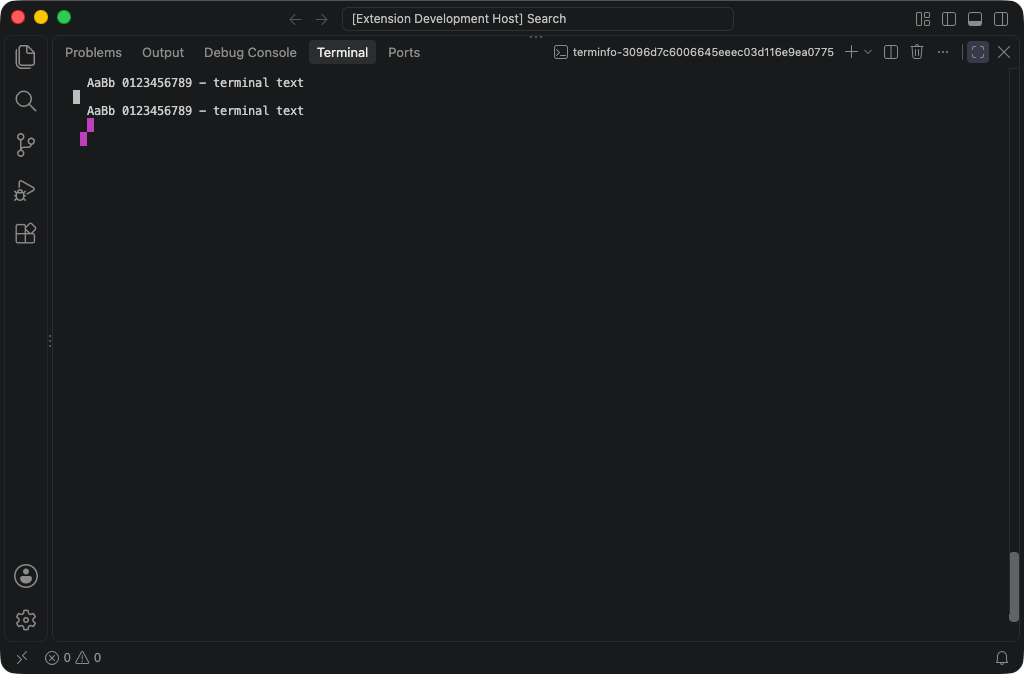 [Extension Development Host] Search
Problems Output Debug Console Terminal Ports terminfo-3096d7c6006645eeec03d116e9ea0775
AaBb 0123456789 — terminal text
AaBb 0123456789 — terminal text
0 0